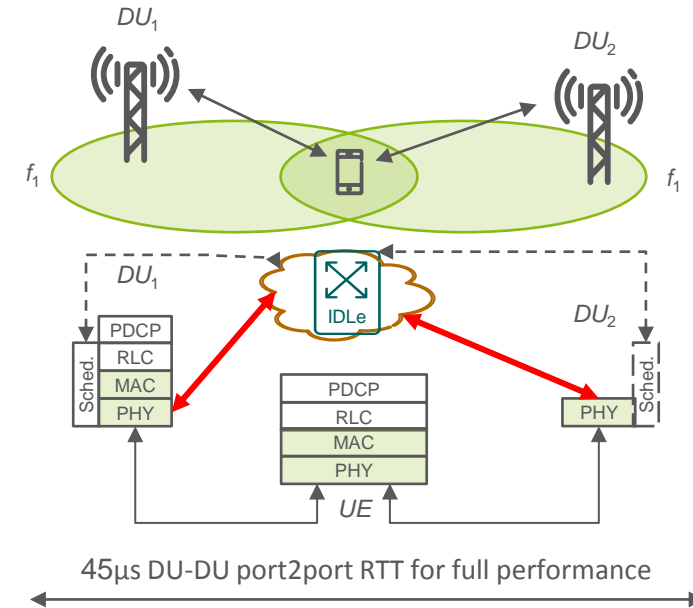 DU1
DU2
f1
f1
DU1
IDLe
DU2
PDCP
RLC
MAC
PHY
Sched.
PDCP
RLC
MAC
PHY
UE
PHY
Sched.
45µs DU-DU port2port RTT for full performance